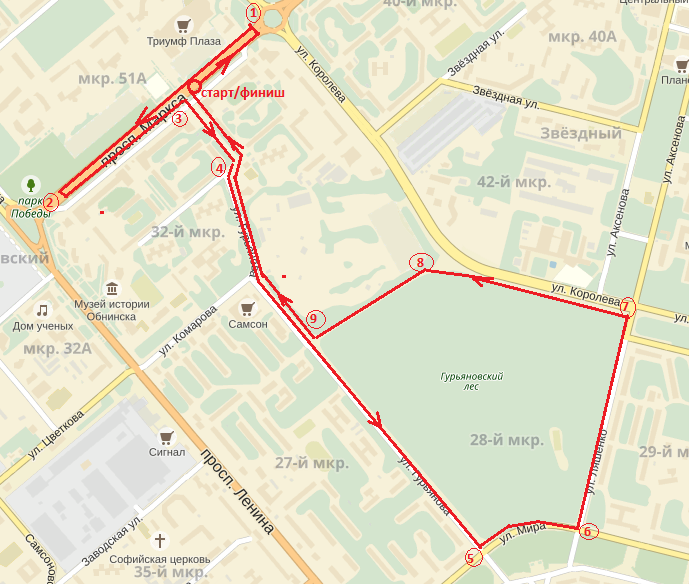 40-й мкр.
Центральный
1
Триумф Плаза
ул. Королева
Звёздная ул.
мкр. 40А
мкр. 51А
старт/финиш
Звёздная ул.
просп. Маркса
3
Звёздный
ул. Аксенова
4
42-й мкр.
2
парк
Победы
32-й мкр.
ул. Аксенова
8
Музей истории
Обнинска
ул. Королева
7
Дом ученых
ул. Комарова
Самсон
9
мкр. 32А
Гурьяновский
лес
ул. Цветкова
28-й мкр.
29-й
Сигнал
27-й мкр.
ул. Ляшенко
просп. Ленина
ул. Гурьянова
Заводская ул.
ул. Мира
6
5
Софийская церковь
35-й мкр.